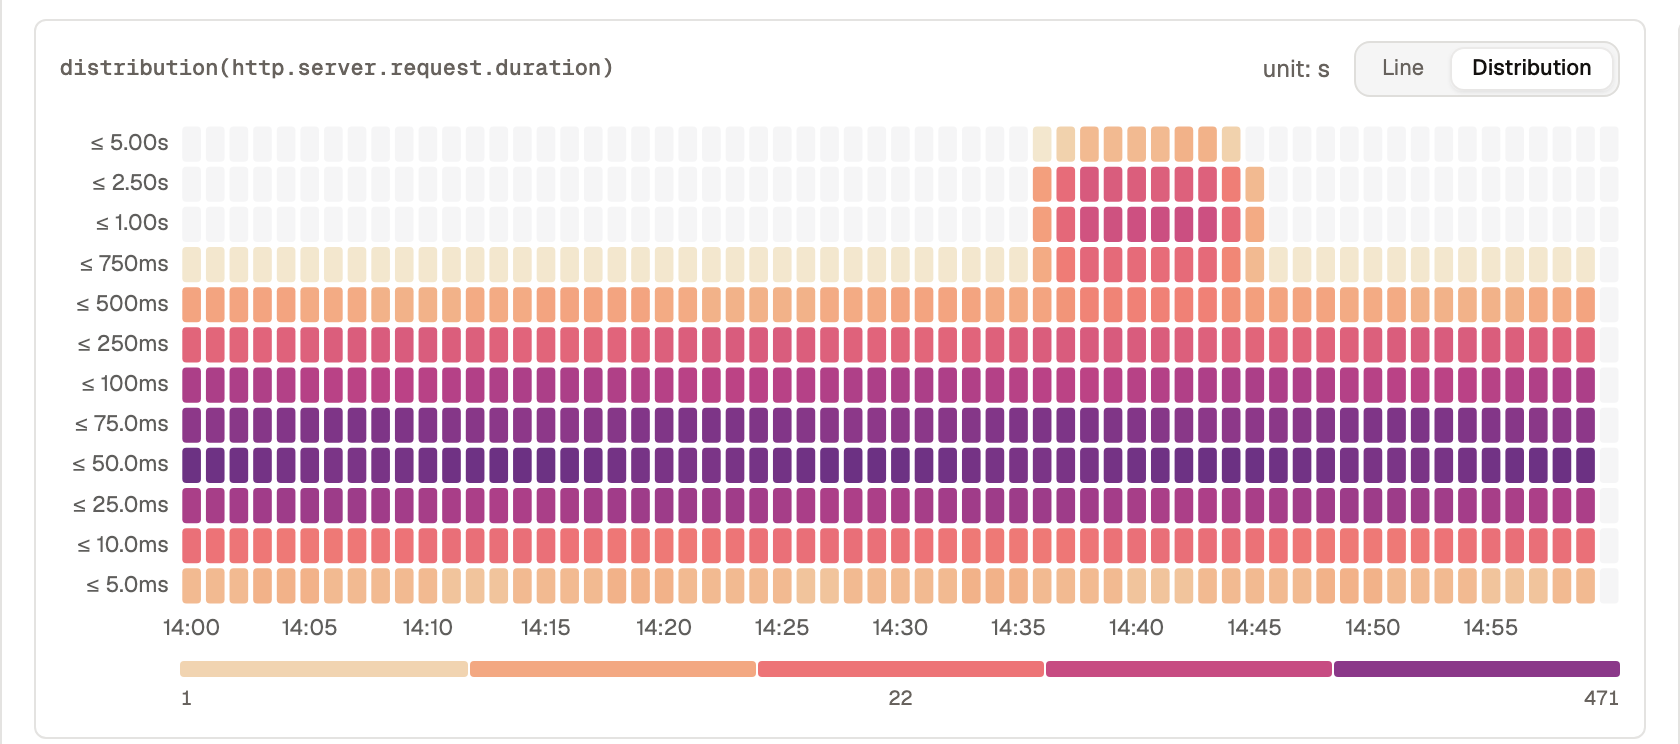 distribution(http.server.request.duration)
unit: s
Line
Distribution
≤ 5.00s
≤ 2.50s
≤ 1.00s
≤ 750ms
≤ 500ms
≤ 250ms
≤ 100ms
≤ 75.0ms
≤ 50.0ms
≤ 25.0ms
≤ 10.0ms
≤ 5.0ms
14:00 14:05 14:10 14:15 14:20 14:25 14:30 14:35 14:40 14:45 14:50 14:55
1 22 471